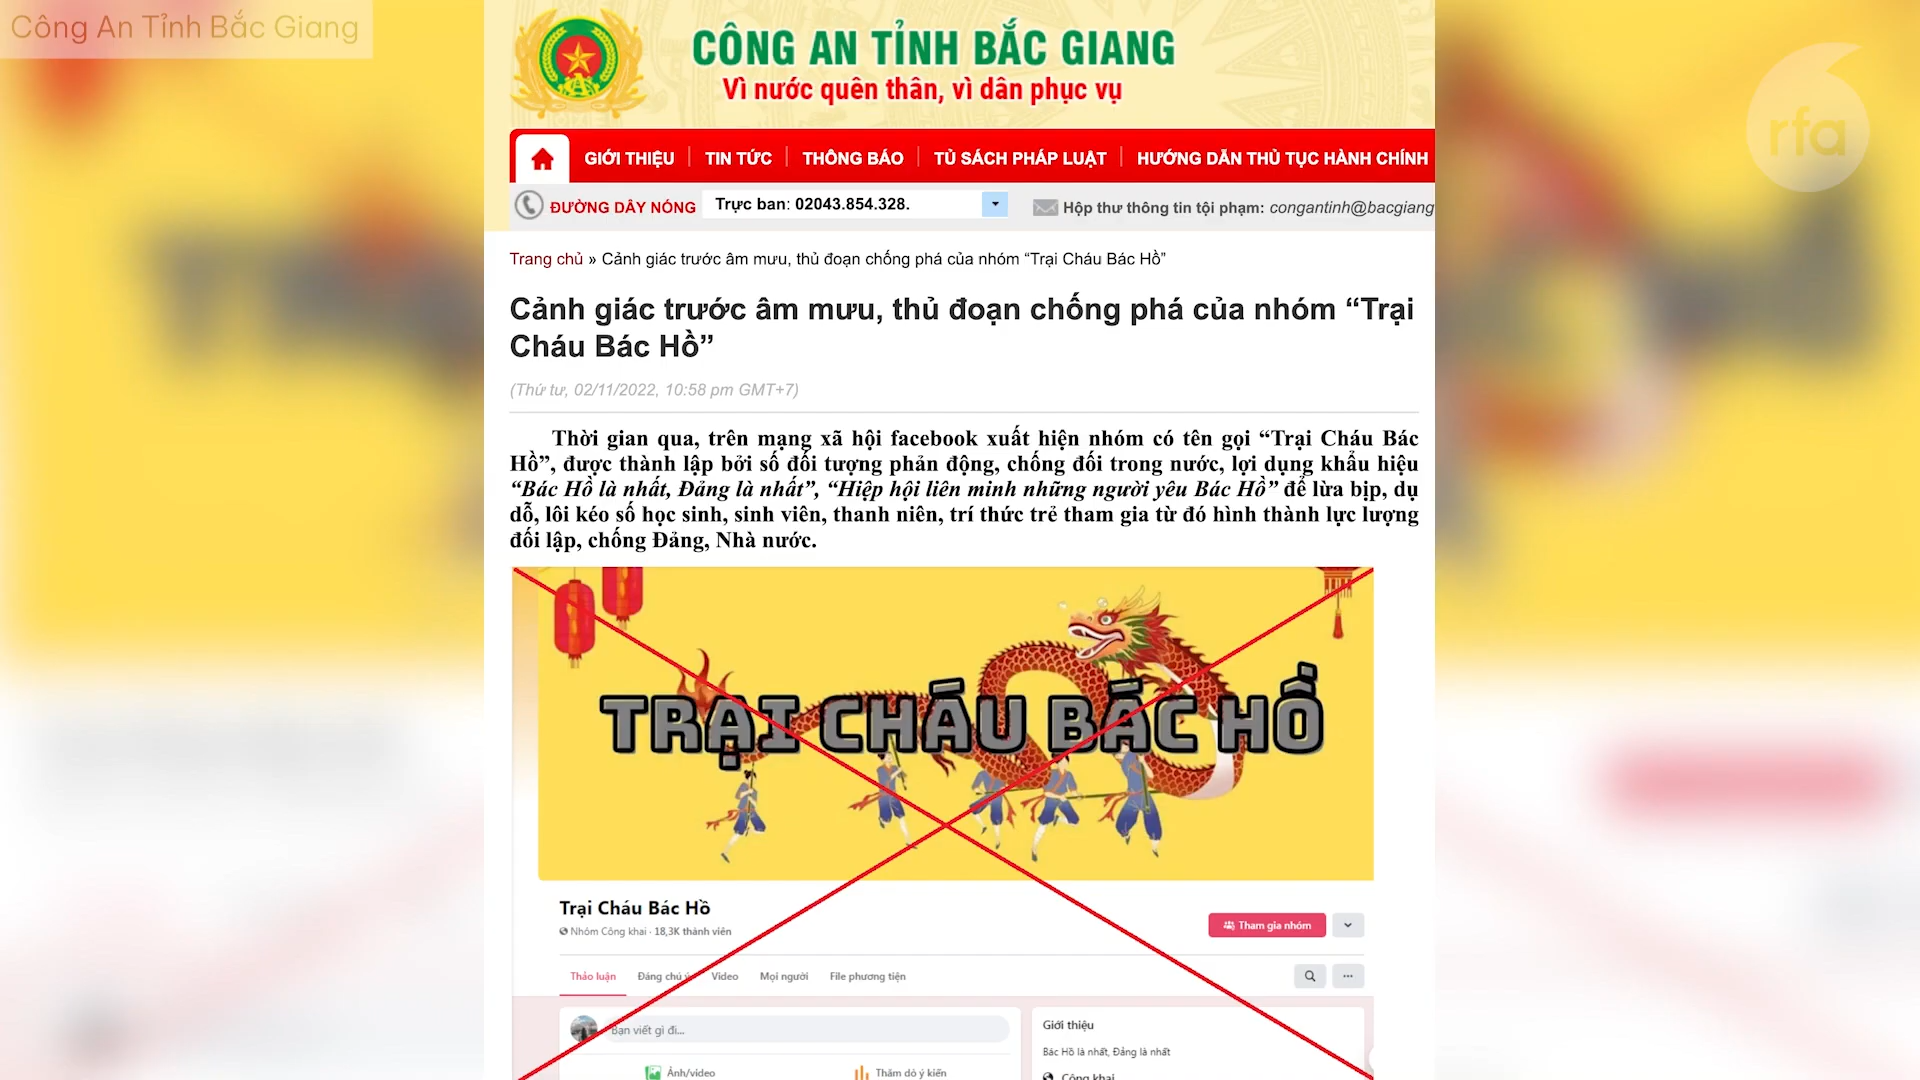 Công An Tỉnh Bắc Giang
rfa
CÔNG AN TỈNH BẮC GIANG
Vì nước quên thân, vì dân phục vụ
GIỚI THIỆU TIN TỨC THÔNG BÁO TỦ SÁCH PHÁP LUẬT HƯỚNG DẪN THỦ TỤC HÀNH CHÍNH
ĐƯỜNG DÂY NÓNG Trực ban: 02043.854.328. Hộp thư thông tin tội phạm: congantinh@bacgiang
Trang chủ » Cảnh giác trước âm mưu, thủ đoạn chống phá của nhóm “Trại Cháu Bác Hồ”
Cảnh giác trước âm mưu, thủ đoạn chống phá của nhóm “Trại
Cháu Bác Hồ”
(Thứ tư, 02/11/2022, 10:58 pm GMT+7)
Thời gian qua, trên mạng xã hội facebook xuất hiện nhóm có tên gọi “Trại Cháu Bác
Hồ”, được thành lập bởi số đối tượng phản động, chống đối trong nước, lợi dụng khẩu hiệu
“Bác Hồ là nhất, Đảng là nhất”, “Hiệp hội liên minh những người yêu Bác Hồ” để lừa bịp, dụ
dỗ, lôi kéo số học sinh, sinh viên, thanh niên, trí thức trẻ tham gia từ đó hình thành lực lượng
đối lập, chống Đảng, Nhà nước.
TRẠI CHÁU BÁC HỒ
Trại Cháu Bác Hồ
Nhóm Công khai · 18,3K thành viên
Tham gia nhóm
Thảo luận Đáng chú ý Video Mọi người File phương tiện
Bạn viết gì đi...
Giới thiệu
Bác Hồ là nhất, Đảng là nhất
Ảnh/video Thăm dò ý kiến
Công khai